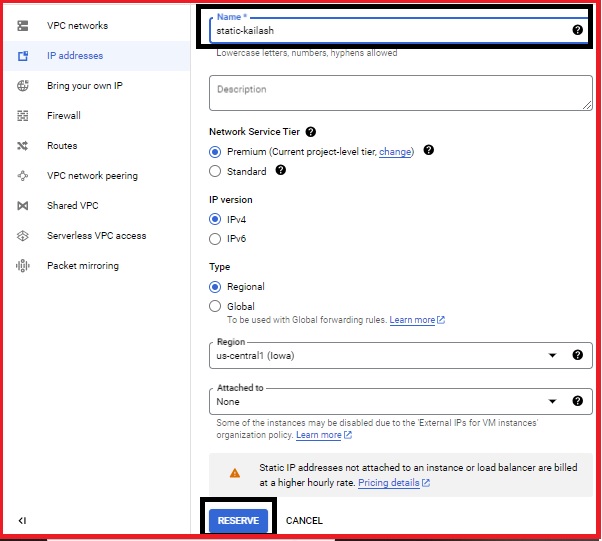 VPC networks
IP addresses
Bring your own IP
Firewall
Routes
VPC network peering
Shared VPC
Serverless VPC access
Packet mirroring
Name *
static-kailash
Lowercase letters, numbers, hyphens allowed
Description
Network Service Tier
Premium (Current project-level tier, change)
Standard
IP version
IPv4
IPv6
Type
Regional
Global
To be used with Global forwarding rules. Learn more
Region
us-central1 (Iowa)
Attached to
None
Some of the instances may be disabled due to the 'External IPs for VM instances'
organization policy. Learn more
Static IP addresses not attached to an instance or load balancer are billed
at a higher hourly rate. Pricing details
RESERVE
CANCEL